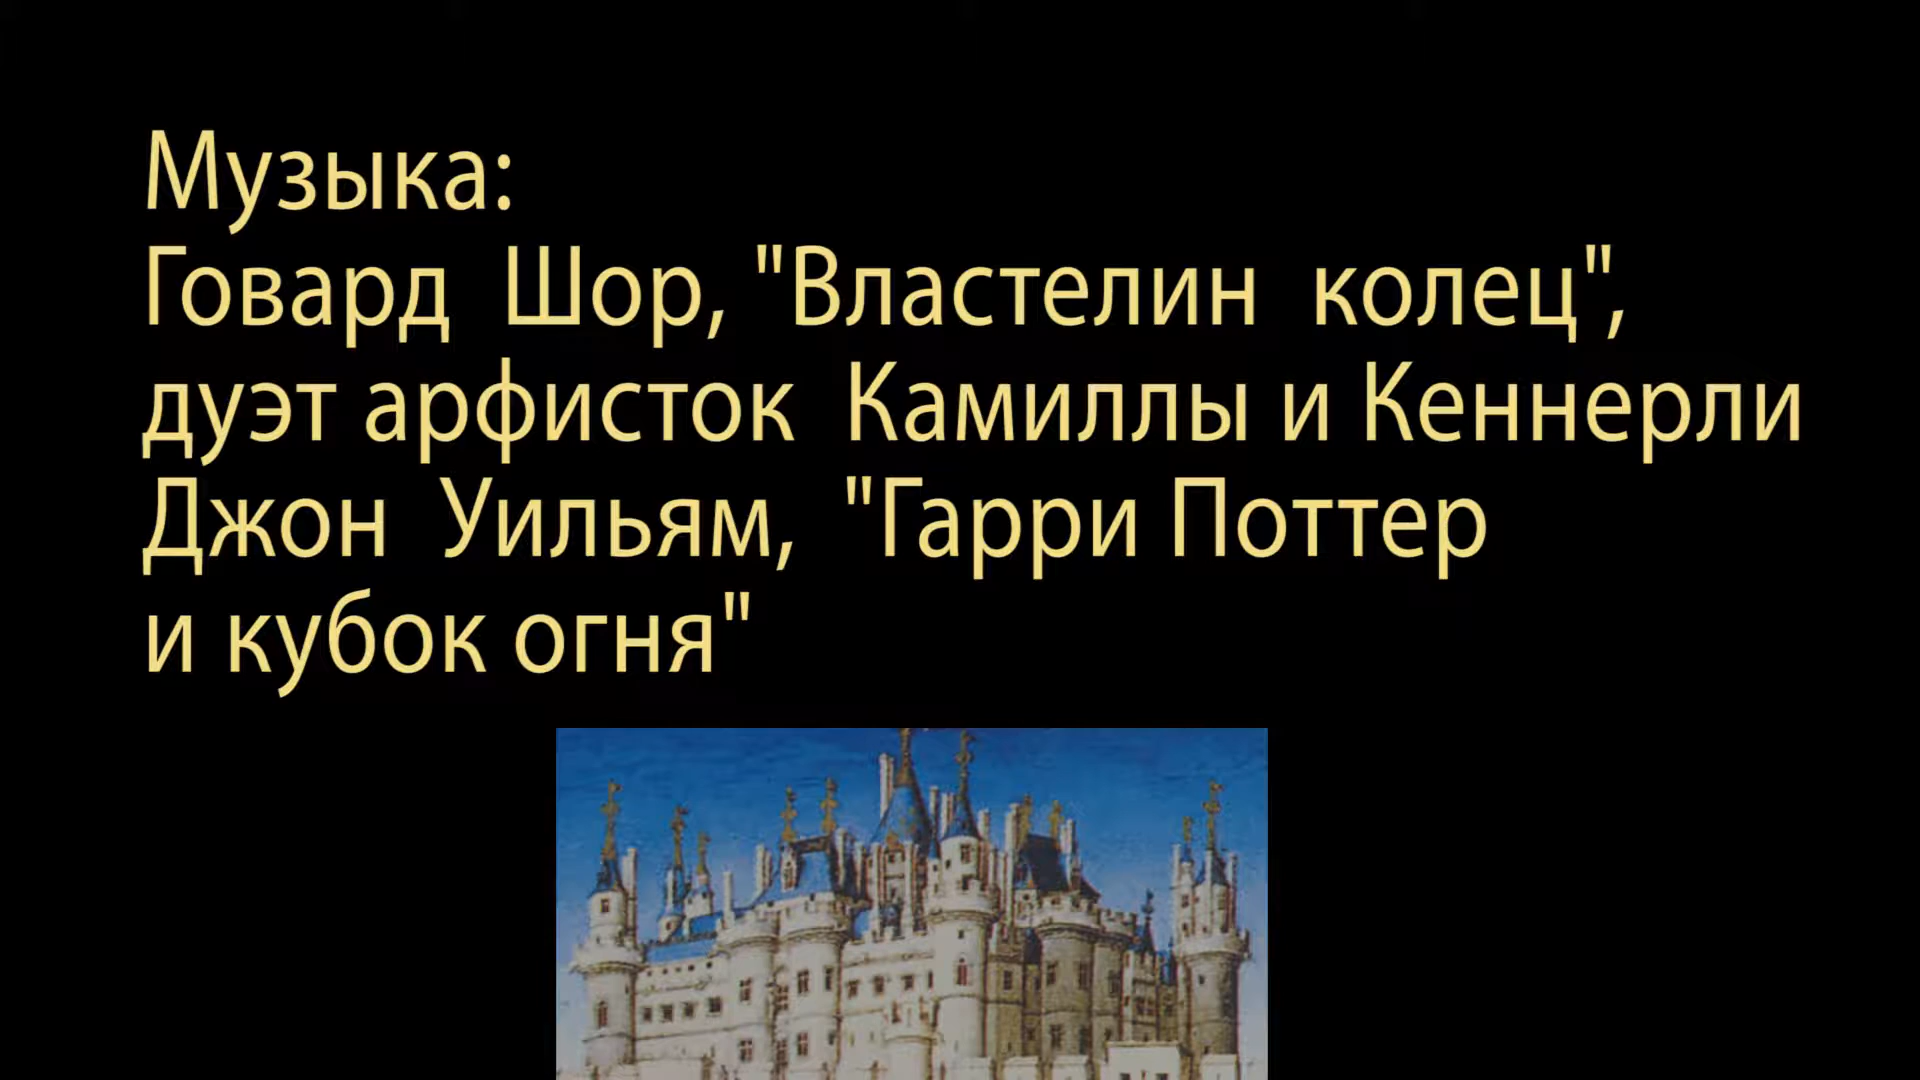 Музыка:
Говард Шор, "Властелин колец",
дуэт арфисток Камиллы и Кеннерли
Джон Уильям, "Гарри Поттер
и кубок огня"